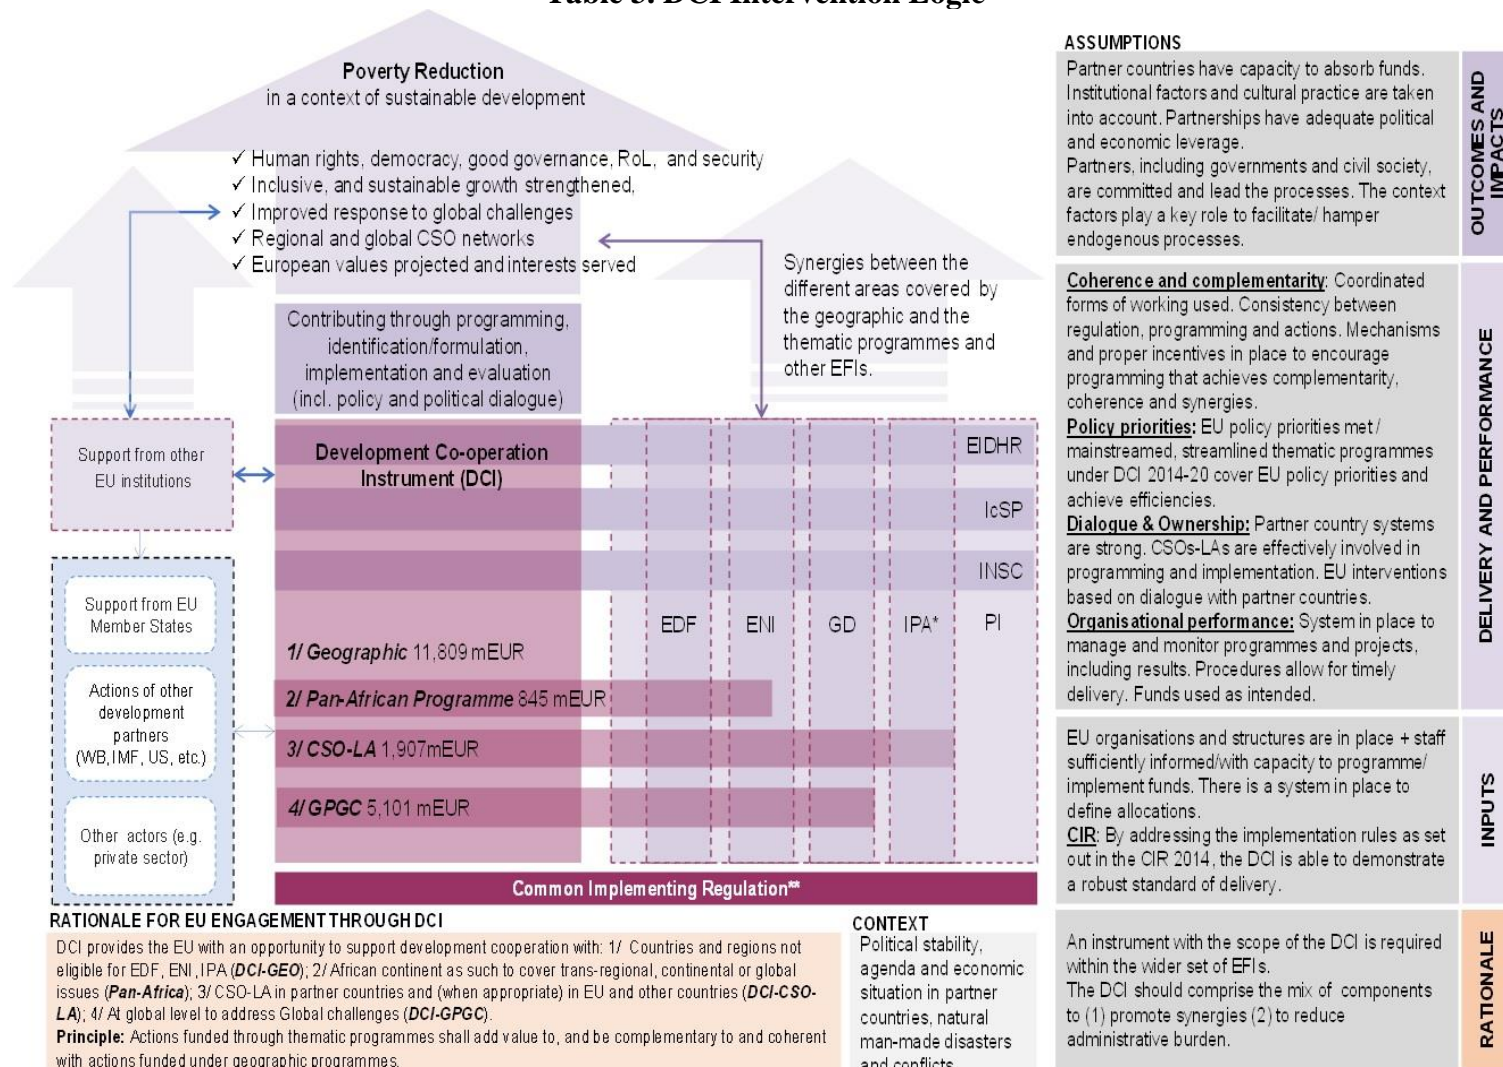 Table 3. DCI Intervention Logic
Poverty Reduction
in a context of sustainable development
✓ Human rights, democracy, good governance, RoL, and security
✓ Inclusive, and sustainable growth strengthened,
✓ Improved response to global challenges
✓ Regional and global CSO networks
✓ European values projected and interests served
Synergies between the
different areas covered by
the geographic and the
thematic programmes and
other EFIs.
Contributing through programming,
identification/formulation,
implementation and evaluation
(incl. policy and political dialogue)
Support from other
EU institutions
Development Co-operation
Instrument (DCI)
EIDHR
IcSP
INSC
EDF
ENI
GD
IPA*
PI
Support from EU
Member States
Actions of other
development
partners
(WB, IMF, US, etc.)
Other actors (e.g.
private sector)
1/ Geographic 11,809 mEUR
2/ Pan-African Programme 845 mEUR
3/ CSO-LA 1,907mEUR
4/ GPGC 5,101 mEUR
Common Implementing Regulation**
RATIONALE FOR EU ENGAGEMENT THROUGH DCI
DCI provides the EU with an opportunity to support development cooperation with: 1/ Countries and regions not
eligible for EDF, ENI, IPA (DCI-GEO); 2/ African continent as such to cover trans-regional, continental or global
issues (Pan-Africa); 3/ CSO-LA in partner countries and (when appropriate) in EU and other countries (DCI-CSO-
LA); 4/ At global level to address Global challenges (DCI-GPGC).
Principle: Actions funded through thematic programmes shall add value to, and be complementary to and coherent
with actions funded under geographic programmes.
CONTEXT
Political stability,
agenda and economic
situation in partner
countries, natural
man-made disasters
and conflicts
ASSUMPTIONS
Partner countries have capacity to absorb funds.
Institutional factors and cultural practice are taken
into account. Partnerships have adequate political
and economic leverage.
Partners, including governments and civil society,
are committed and lead the processes. The context
factors play a key role to facilitate/ hamper
endogenous processes.
OUTCOMES AND
IMPACTS
Coherence and complementarity: Coordinated
forms of working used. Consistency between
regulation, programming and actions. Mechanisms
and proper incentives in place to encourage
programming that achieves complementarity,
coherence and synergies.
Policy priorities: EU policy priorities met /
mainstreamed, streamlined thematic programmes
under DCI 2014-20 cover EU policy priorities and
achieve efficiencies.
Dialogue & Ownership: Partner country systems
are strong. CSOs-LAs are effectively involved in
programming and implementation. EU interventions
based on dialogue with partner countries.
Organisational performance: System in place to
manage and monitor programmes and projects,
including results. Procedures allow for timely
delivery. Funds used as intended.
DELIVERY AND PERFORMANCE
EU organisations and structures are in place + staff
sufficiently informed/with capacity to programme/
implement funds. There is a system in place to
define allocations.
CIR: By addressing the implementation rules as set
out in the CIR 2014, the DCI is able to demonstrate
a robust standard of delivery.
INPUTS
An instrument with the scope of the DCI is required
within the wider set of EFIs.
The DCI should comprise the mix of components
to (1) promote synergies (2) to reduce
administrative burden.
RATIONALE